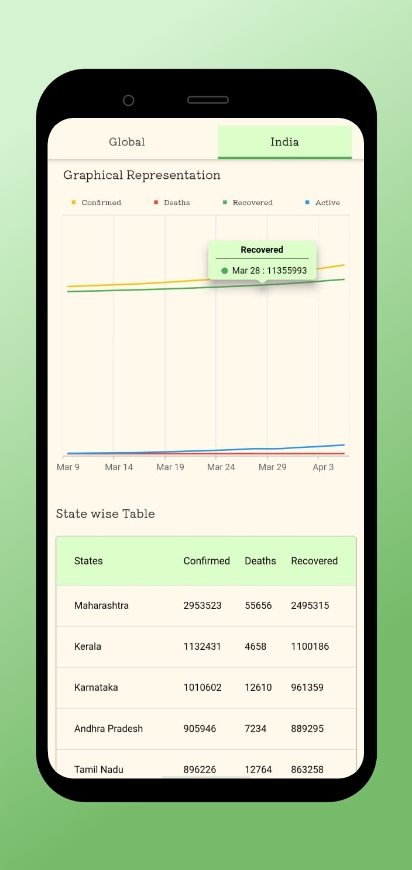 Global India
Graphical Representation
Confirmed Deaths Recovered Active
Recovered
Mar 28 : 11355993
Mar 9 Mar 14 Mar 19 Mar 24 Mar 29 Apr 3
State wise Table
States Confirmed Deaths Recovered
Maharashtra 2953523 55656 2495315
Kerala 1132431 4658 1100186
Karnataka 1010602 12610 961359
Andhra Pradesh 905946 7234 889295
Tamil Nadu 896226 12764 863258